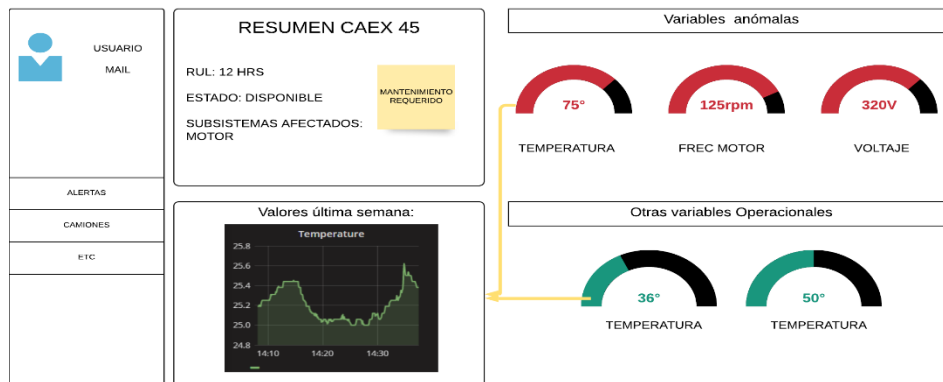 USUARIO
MAIL
ALERTAS
CAMIONES
ETC
RESUMEN CAEX 45
RUL: 12 HRS
ESTADO: DISPONIBLE
SUBSISTEMAS AFECTADOS:
MOTOR
MANTENIMIENTO
REQUERIDO
Valores última semana:
Temperature
25.8
25.6
25.4
25.2
25.0
24.8
14:10
14:20
14:30
Variables anómalas
75°
125rpm
320V
TEMPERATURA
FREC MOTOR
VOLTAJE
Otras variables Operacionales
36°
50°
TEMPERATURA
TEMPERATURA